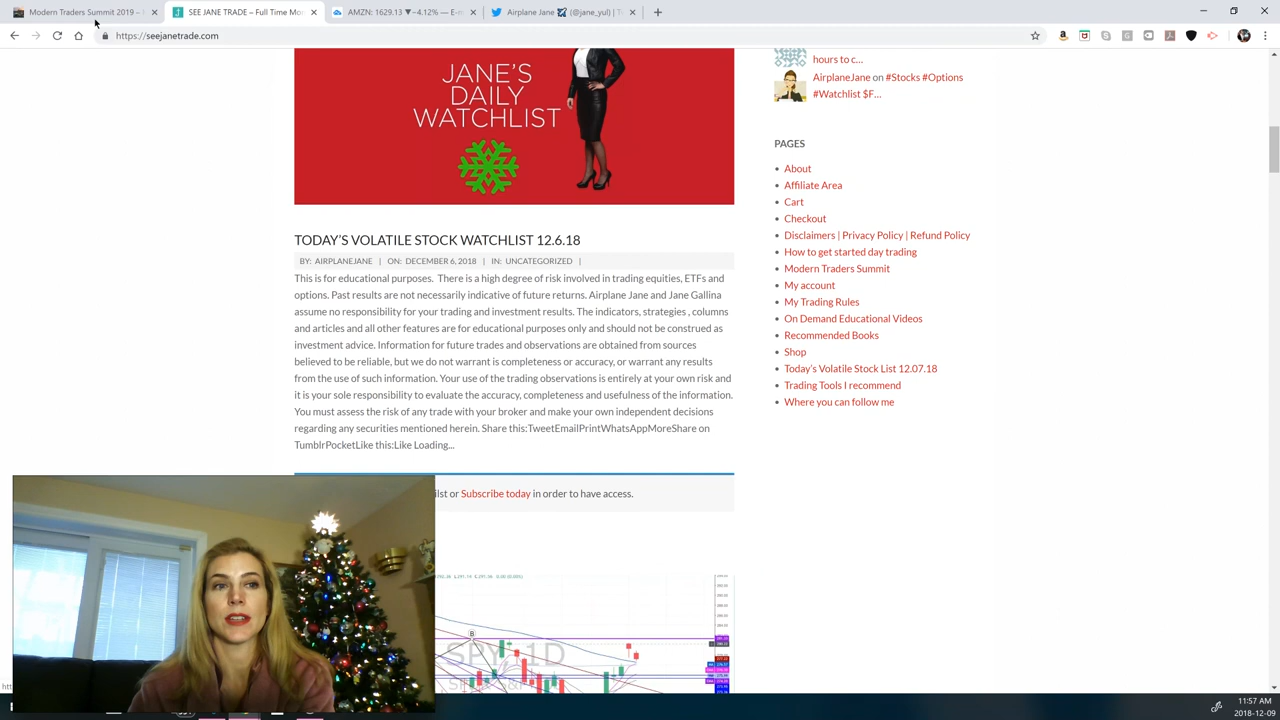 Modern Traders Summit 2019 –
SEE JANE TRADE – Full Time Mo
AMZN: 1629.13 ▼−4.12% — E-m
Airplane Jane (@jane_yul) | Tw
https://seejanetrade.com
JANE'S
DAILY
WATCHLIST
TODAY'S VOLATILE STOCK WATCHLIST 12.6.18
BY: AIRPLANEJANE | ON: DECEMBER 6, 2018 | IN: UNCATEGORIZED |
This is for educational purposes. There is a high degree of risk involved in trading equities, ETFs and
options. Past results are not necessarily indicative of future returns. Airplane Jane and Jane Gallina
assume no responsibility for your trading and investment results. The indicators, strategies , columns
and articles and all other features are for educational purposes only and should not be construed as
investment advice. Information for future trades and observations are obtained from sources
believed to be reliable, but we do not warrant is completeness or accuracy, or warrant any results
from the use of such information. Your use of the trading observations is entirely at your own risk and
it is your sole responsibility to evaluate the accuracy, completeness and usefulness of the information.
You must assess the risk of any trade with your broker and make your own independent decisions
regarding any securities mentioned herein. Share this:TweetEmailPrintWhatsAppMoreShare on
TumblrPocketLike this:Like Loading...
or Subscribe today in order to have access.
B
SPY, 1D
hours to c...
AirplaneJane on #Stocks #Options
#Watchlist $F...
PAGES
About
Affiliate Area
Cart
Checkout
Disclaimers | Privacy Policy | Refund Policy
How to get started day trading
Modern Traders Summit
My account
My Trading Rules
On Demand Educational Videos
Recommended Books
Shop
Today's Volatile Stock List 12.07.18
Trading Tools I recommend
Where you can follow me
11:57 AM
2018-12-09